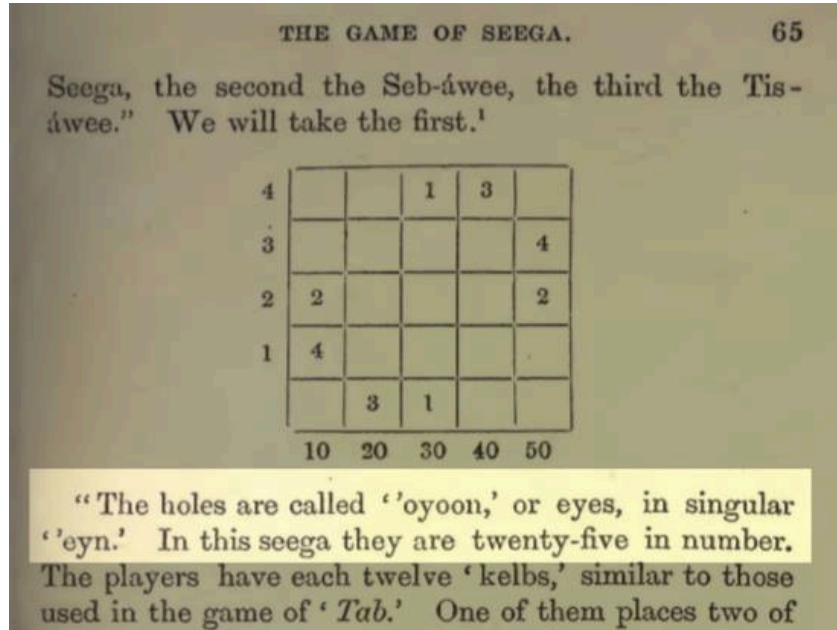 THE GAME OF SEEGA. 65
Seega, the second the Seb-áwee, the third the Tis-
áwee.” We will take the first.¹
4 1 3
3 4
2 2 2
1 4
3 1
10 20 30 40 50
“The holes are called ‘’oyoon,’ or eyes, in singular
‘’eyn.’ In this seega they are twenty-five in number.
The players have each twelve ‘kelbs,’ similar to those
used in the game of ‘Tab.’ One of them places two of